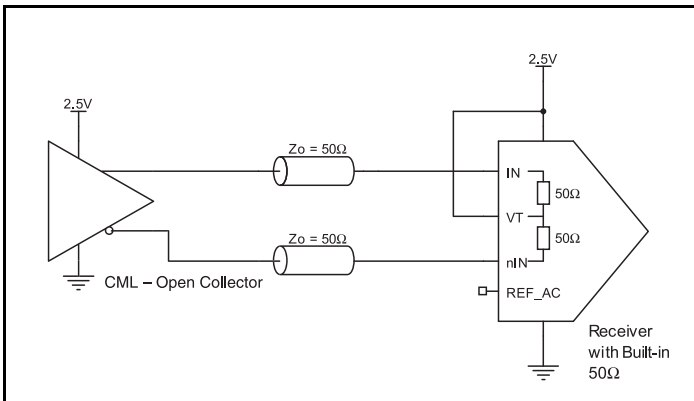 2.5V
2.5V
Zo = 50Ω
IN
50Ω
VT
50Ω
Zo = 50Ω
nIN
CML – Open Collector
REF_AC
Receiver
with Built-in
50Ω